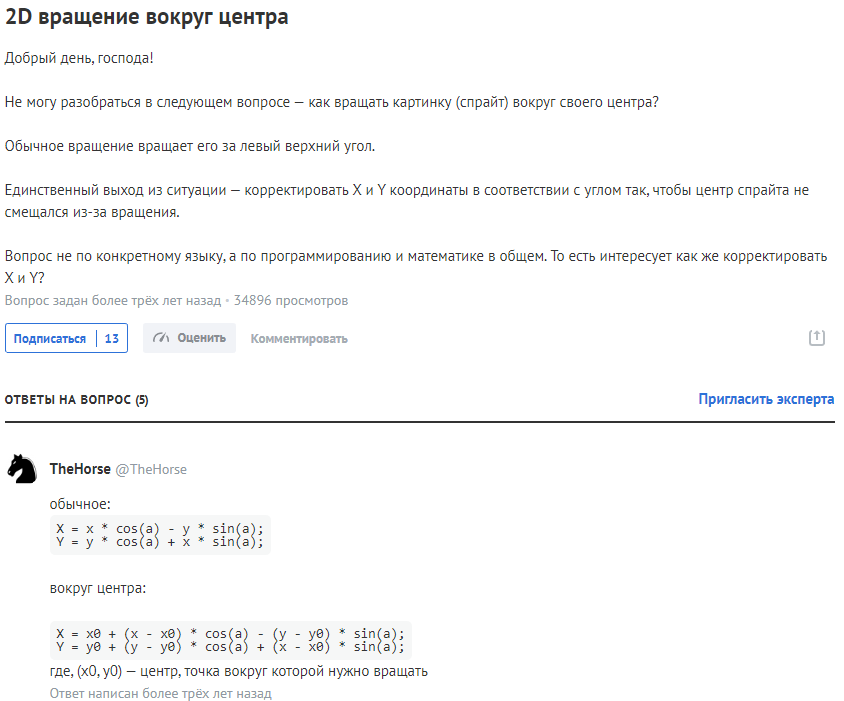 2D вращение вокруг центра
Добрый день, господа!
Не могу разобраться в следующем вопросе — как вращать картинку (спрайт) вокруг своего центра?
Обычное вращение вращает его за левый верхний угол.
Единственный выход из ситуации — корректировать X и Y координаты в соответствии с углом так, чтобы центр спрайта не
смещался из-за вращения.
Вопрос не по конкретному языку, а по программированию и математике в общем. То есть интересует как же корректировать
X и Y?
Вопрос задан более трёх лет назад • 34896 просмотров
Подписаться 13 Оценить Комментировать
ОТВЕТЫ НА ВОПРОС (5) Пригласить эксперта
TheHorse @TheHorse
обычное:
X = x * cos(a) - y * sin(a);
Y = y * cos(a) + x * sin(a);
вокруг центра:
X = x0 + (x - x0) * cos(a) - (y - y0) * sin(a);
Y = y0 + (y - y0) * cos(a) + (x - x0) * sin(a);
где, (x0, y0) — центр, точка вокруг которой нужно вращать
Ответ написан более трёх лет назад